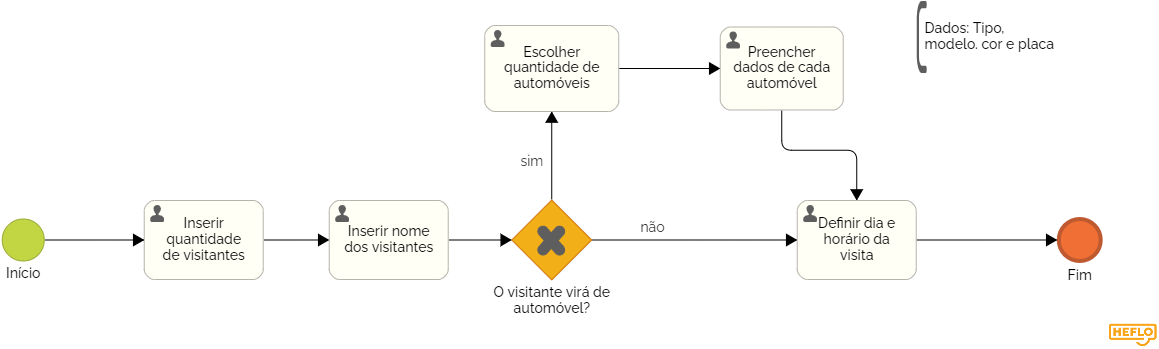 Início
Inserir
quantidade
de visitantes
Inserir nome
dos visitantes
O visitante virá de
automóvel?
sim
Escolher
quantidade de
automóveis
Preencher
dados de cada
automóvel
Dados: Tipo,
modelo. cor e placa
não
Definir dia e
horário da
visita
Fim
HEFLO